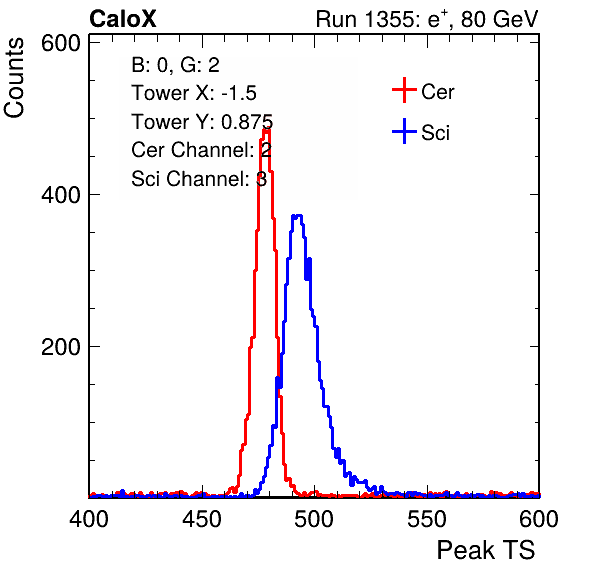 CaloX
Run 1355: e+, 80 GeV
Counts
B: 0, G: 2
Tower X: -1.5
Tower Y: 0.875
Cer Channel: 2
Sci Channel: 3
Cer
Sci
600
400
200
400 450 500 550 600
Peak TS